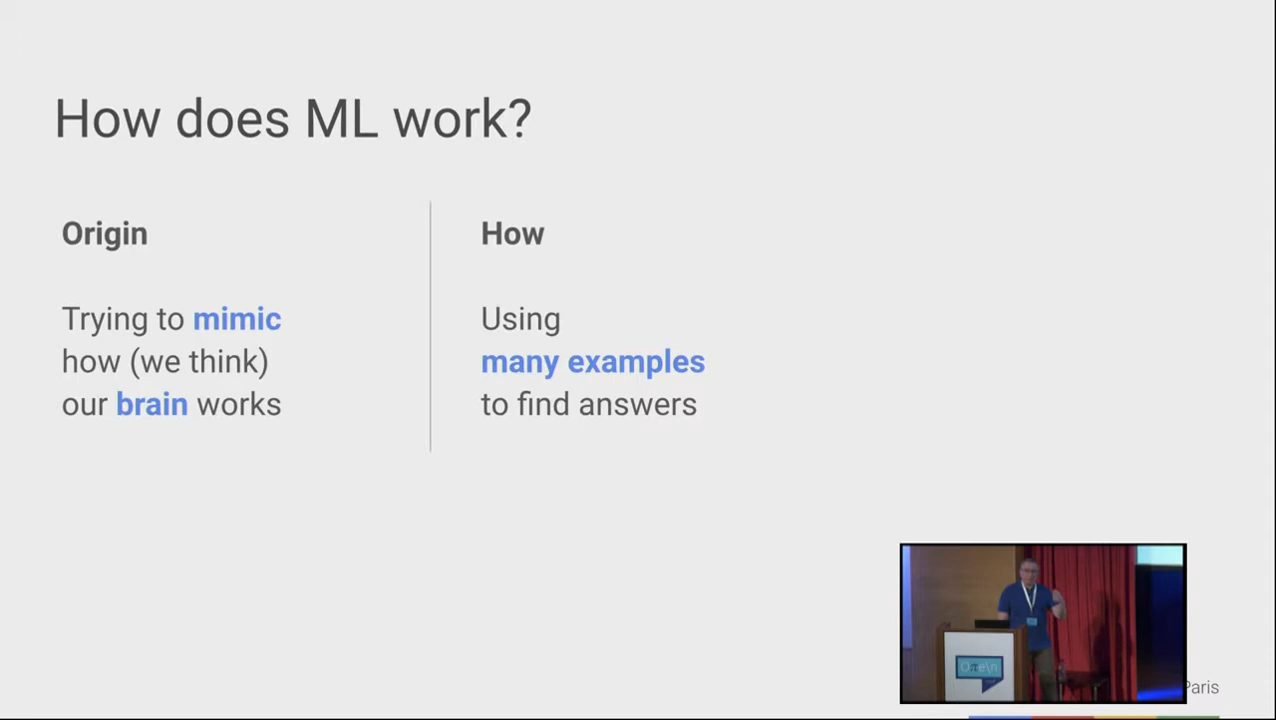 How does ML work?
Origin
Trying to mimic
how (we think)
our brain works
How
Using
many examples
to find answers
Paris